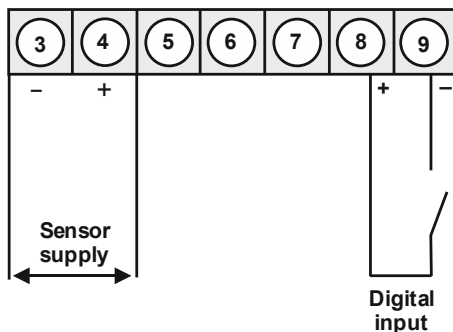 3 4 5 6 7 8 9
– + + –
Sensor
supply
Digital
input